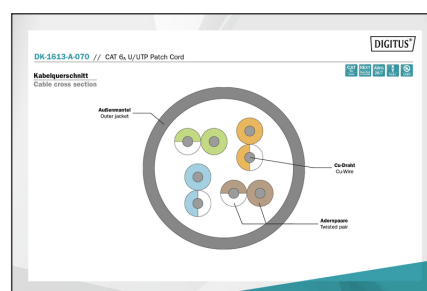 DIGITUS®
DK-1613-A-070 // CAT 6A U/UTP Patch Cord
Kabelquerschnitt
Cable cross section
Außenmantel
Outer jacket
Cu-Draht
Cu-Wire
Aderspaare
Twisted pair